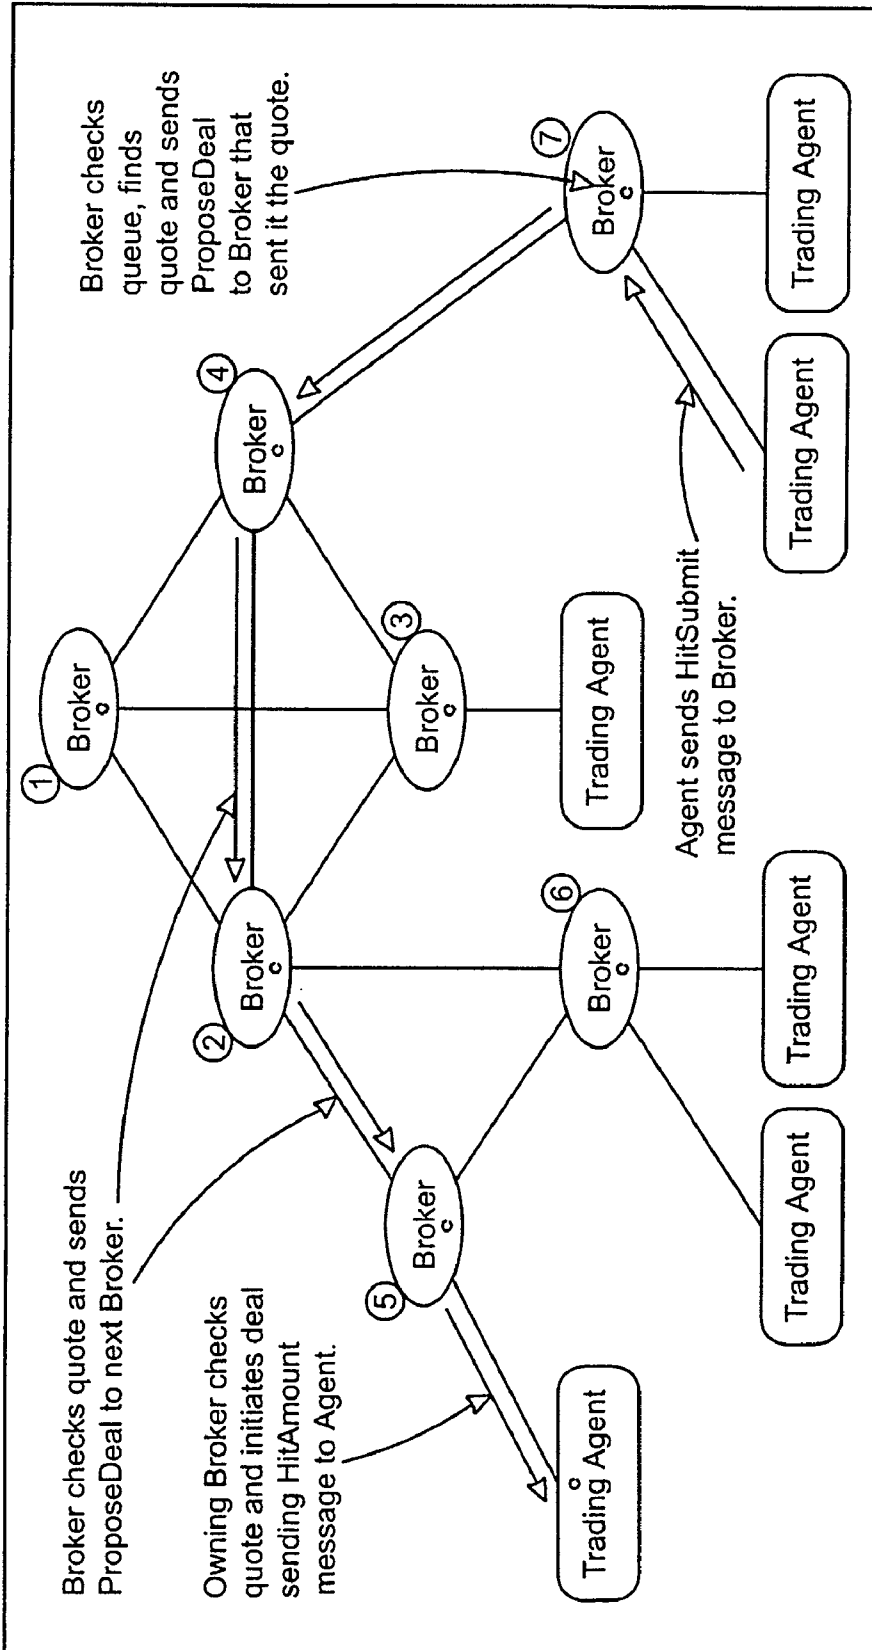 Broker checks quote and sends
ProposeDeal to next Broker.
1
Broker
c
Broker checks
queue, finds
quote and sends
ProposeDeal
to Broker that
sent it the quote.
Owning Broker checks
quote and initiates deal
sending HitAmount
message to Agent.
2
Broker
c
4
Broker
c
5
Broker
c
3
Broker
c
6
Broker
c
7
Broker
c
Trading Agent
c
Trading Agent
Agent sends HitSubmit
message to Broker.
Trading Agent
Trading Agent
Trading Agent
Trading Agent